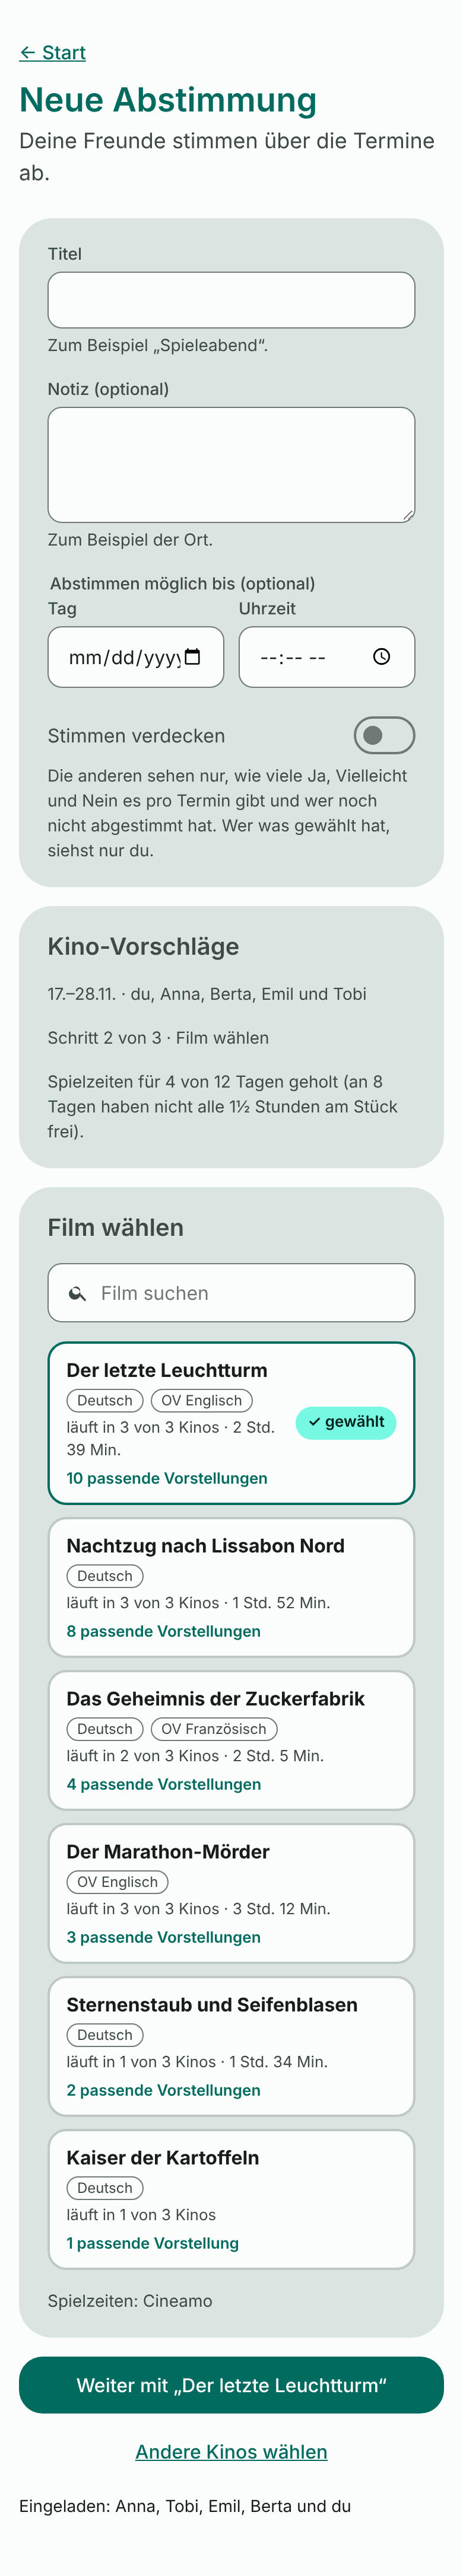 ← Start
Neue Abstimmung
Deine Freunde stimmen über die Termine
ab.
Titel
Zum Beispiel „Spieleabend“.
Notiz (optional)
Zum Beispiel der Ort.
Abstimmen möglich bis (optional)
Tag
Uhrzeit
mm/dd/yyyy
--:-- --
Stimmen verdecken
Die anderen sehen nur, wie viele Ja, Vielleicht
und Nein es pro Termin gibt und wer noch
nicht abgestimmt hat. Wer was gewählt hat,
siehst nur du.
Kino-Vorschläge
17.–28.11. · du, Anna, Berta, Emil und Tobi
Schritt 2 von 3 · Film wählen
Spielzeiten für 4 von 12 Tagen geholt (an 8
Tagen haben nicht alle 1½ Stunden am Stück
frei).
Film wählen
Film suchen
Der letzte Leuchtturm
Deutsch OV Englisch
läuft in 3 von 3 Kinos · 2 Std.
39 Min.
✓ gewählt
10 passende Vorstellungen
Nachtzug nach Lissabon Nord
Deutsch
läuft in 3 von 3 Kinos · 1 Std. 52 Min.
8 passende Vorstellungen
Das Geheimnis der Zuckerfabrik
Deutsch OV Französisch
läuft in 2 von 3 Kinos · 2 Std. 5 Min.
4 passende Vorstellungen
Der Marathon-Mörder
OV Englisch
läuft in 3 von 3 Kinos · 3 Std. 12 Min.
3 passende Vorstellungen
Sternenstaub und Seifenblasen
Deutsch
läuft in 1 von 3 Kinos · 1 Std. 34 Min.
2 passende Vorstellungen
Kaiser der Kartoffeln
Deutsch
läuft in 1 von 3 Kinos
1 passende Vorstellung
Spielzeiten: Cineamo
Weiter mit „Der letzte Leuchtturm“
Andere Kinos wählen
Eingeladen: Anna, Tobi, Emil, Berta und du